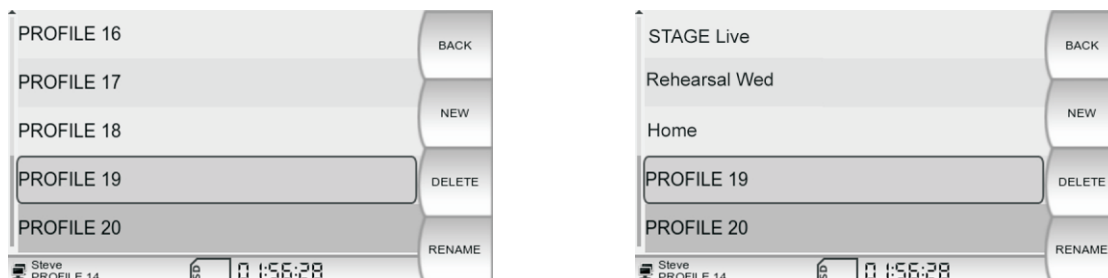 PROFILE 16
PROFILE 17
PROFILE 18
PROFILE 19
PROFILE 20
BACK
NEW
DELETE
RENAME
Steve
PROFILE 14
SD
01:56:28
STAGE Live
Rehearsal Wed
Home
PROFILE 19
PROFILE 20
BACK
NEW
DELETE
RENAME
Steve
PROFILE 14
SD
01:56:28